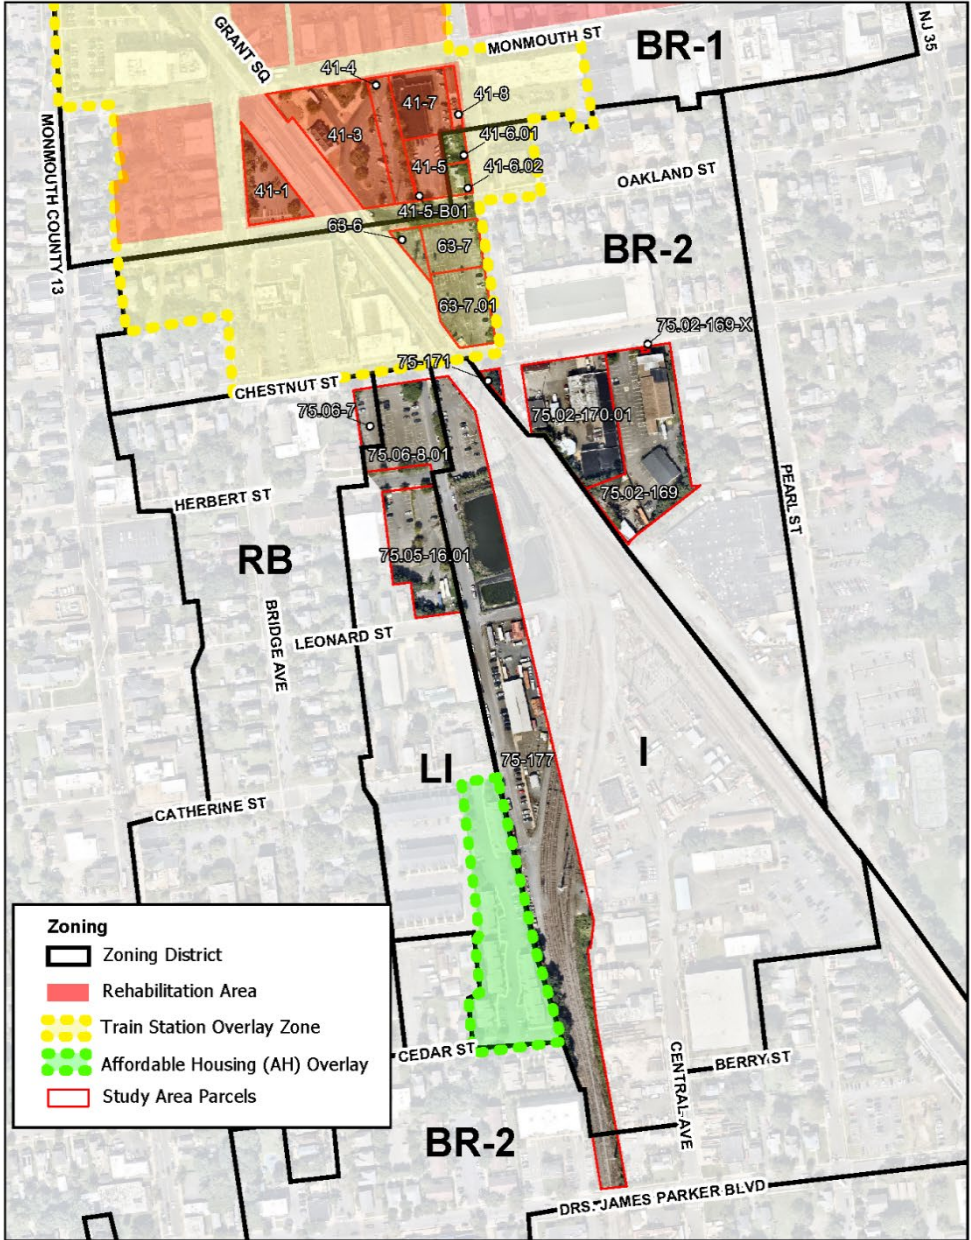 GRANT SQ
MONMOUTH ST
BR-1
NJ 35
41-4
41-7
41-8
41-3
41-6.01
41-5
41-6.02
41-1
OAKLAND ST
MONMOUTH COUNTY 13
41-5-B01
63-6
63-7
BR-2
63-7.01
75.02-169-X
75-171
CHESTNUT ST
75.06-7
75.02-170.01
75.06-8.01
75.02-169
HERBERT ST
PEARL ST
RB
75.05-16.01
BRIDGE AVE
LEONARD ST
LI
75-177
I
CATHERINE ST
Zoning
Zoning District
Rehabilitation Area
Train Station Overlay Zone
Affordable Housing (AH) Overlay
Study Area Parcels
CEDAR ST
CENTRAL AVE
BERRY ST
BR-2
DRS. JAMES PARKER BLVD